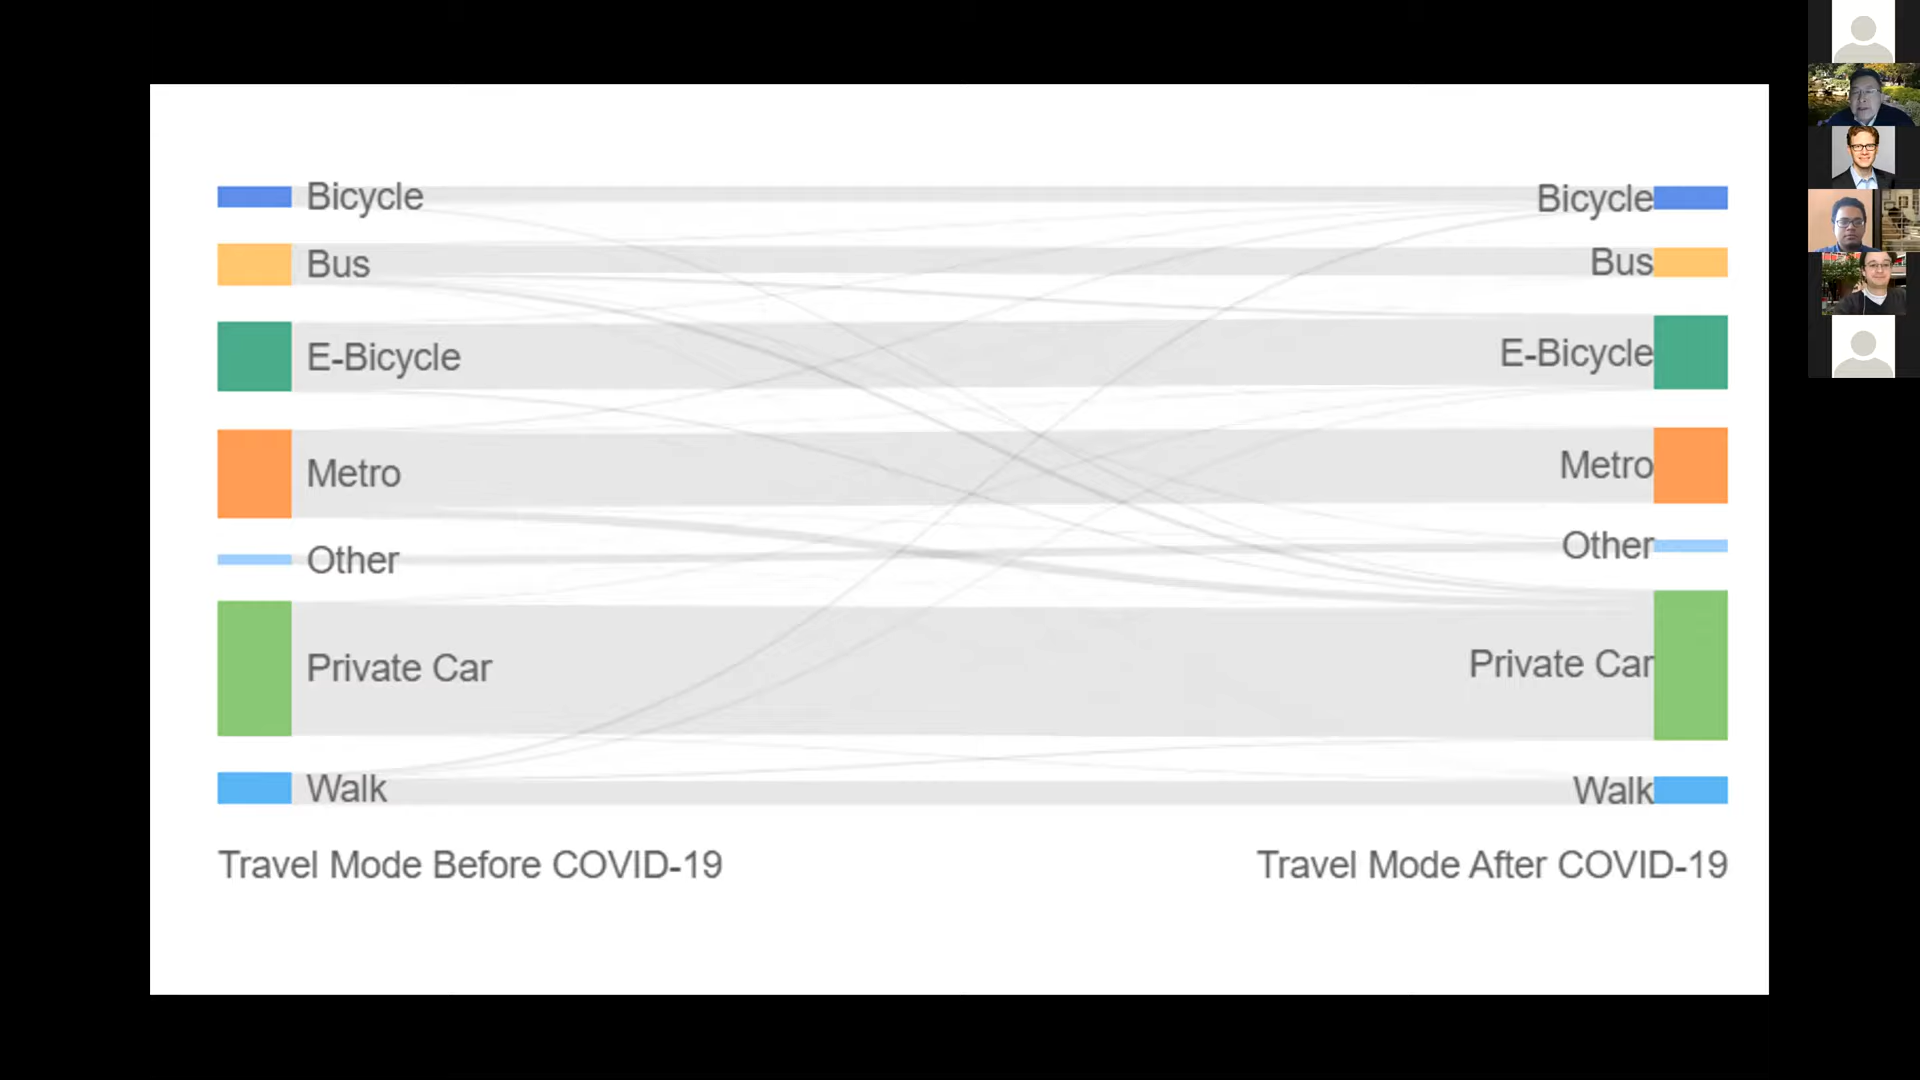 Bicycle
Bicycle
Bus
Bus
E-Bicycle
E-Bicycle
Metro
Metro
Other
Other
Private Car
Private Car
Walk
Walk
Travel Mode Before COVID-19
Travel Mode After COVID-19